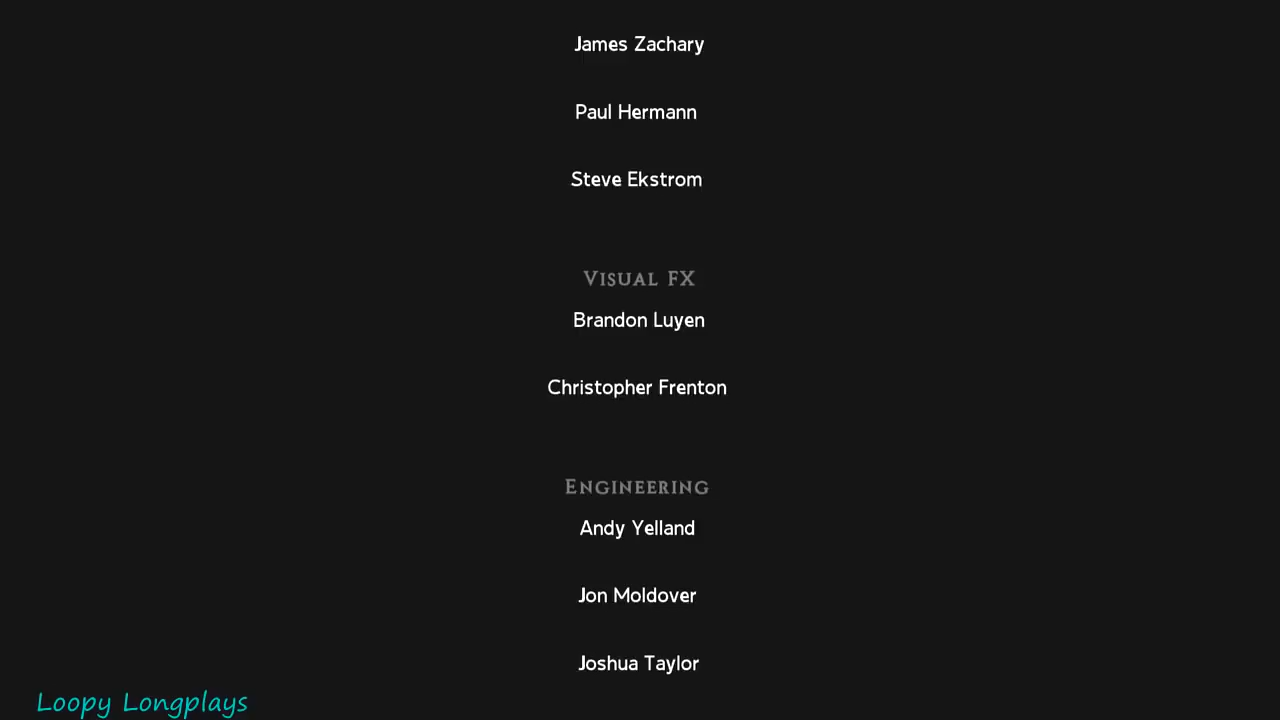 James Zachary
Paul Hermann
Steve Ekstrom
Visual FX
Brandon Luyen
Christopher Frenton
Engineering
Andy Yelland
Jon Moldover
Joshua Taylor
Loopy Longplays